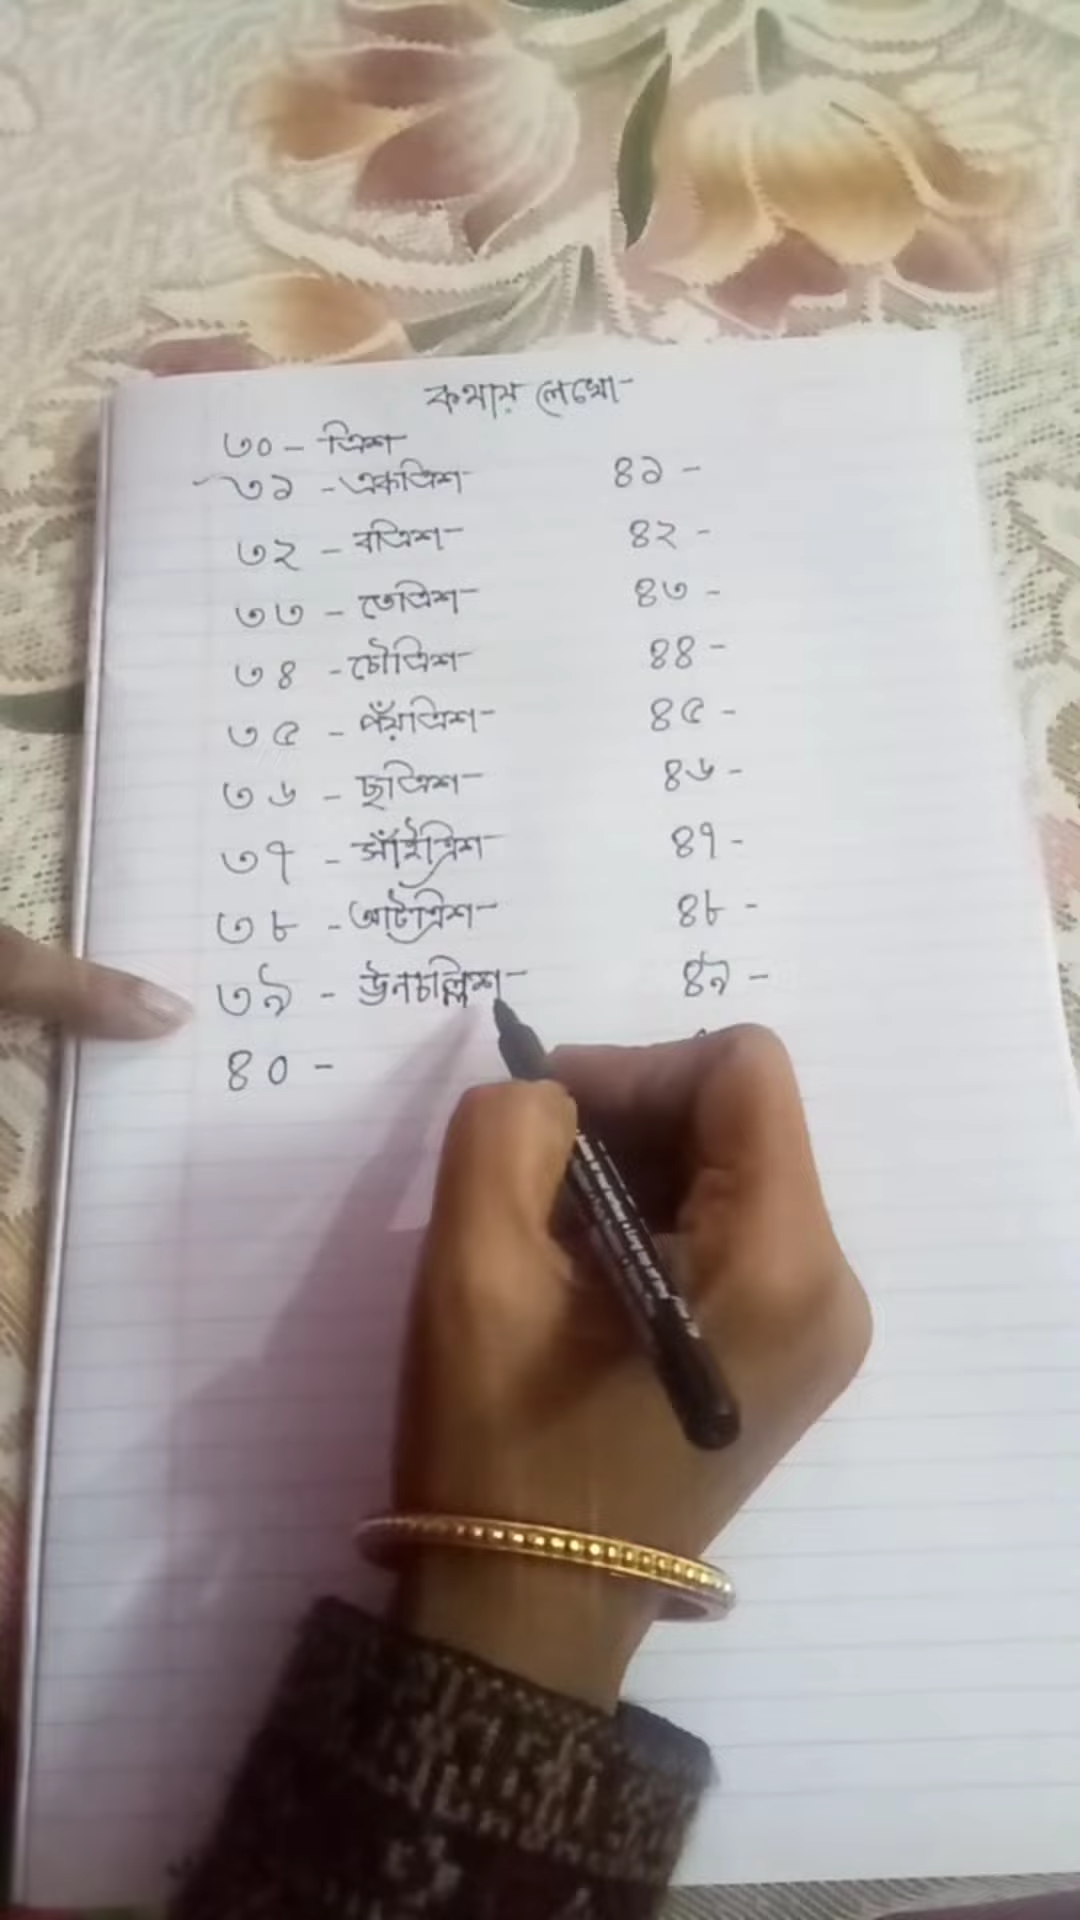 কথায় লেখো-
৩০ - ত্রিশ
৩১ - একত্রিশ
৩২ - বত্রিশ
৩৩ - তেত্রিশ
৩৪ - চৌত্রিশ
৩৫ - পঁয়ত্রিশ
৩৬ - ছত্রিশ
৩৭ - সাঁইত্রিশ
৩৮ - আটত্রিশ
৩৯ - ঊনচল্লিশ
৪০ -
৪১ -
৪২ -
৪৩ -
৪৪ -
৪৫ -
৪৬ -
৪৭ -
৪৮ -
৪৯ -